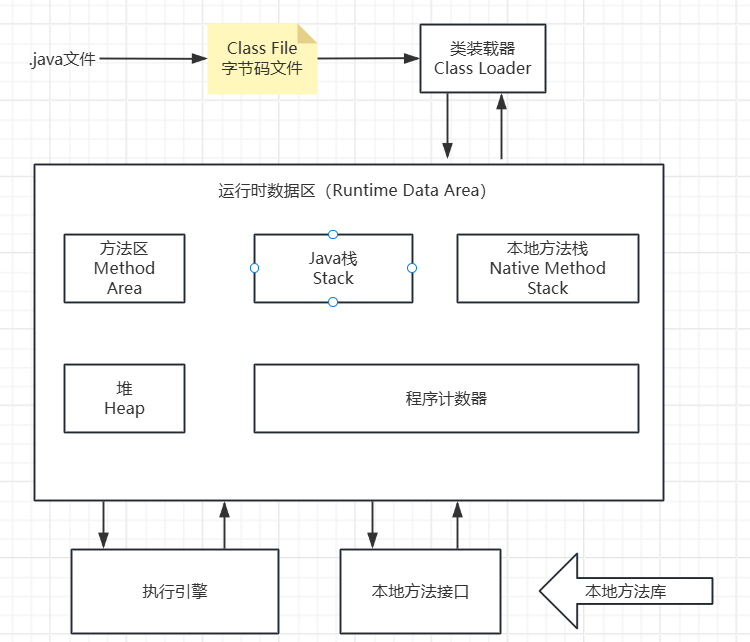 .java文件
Class File
字节码文件
类装载器
Class Loader
运行时数据区（Runtime Data Area）
方法区
Method
Area
Java栈
Stack
本地方法栈
Native Method
Stack
堆
Heap
程序计数器
执行引擎
本地方法接口
本地方法库